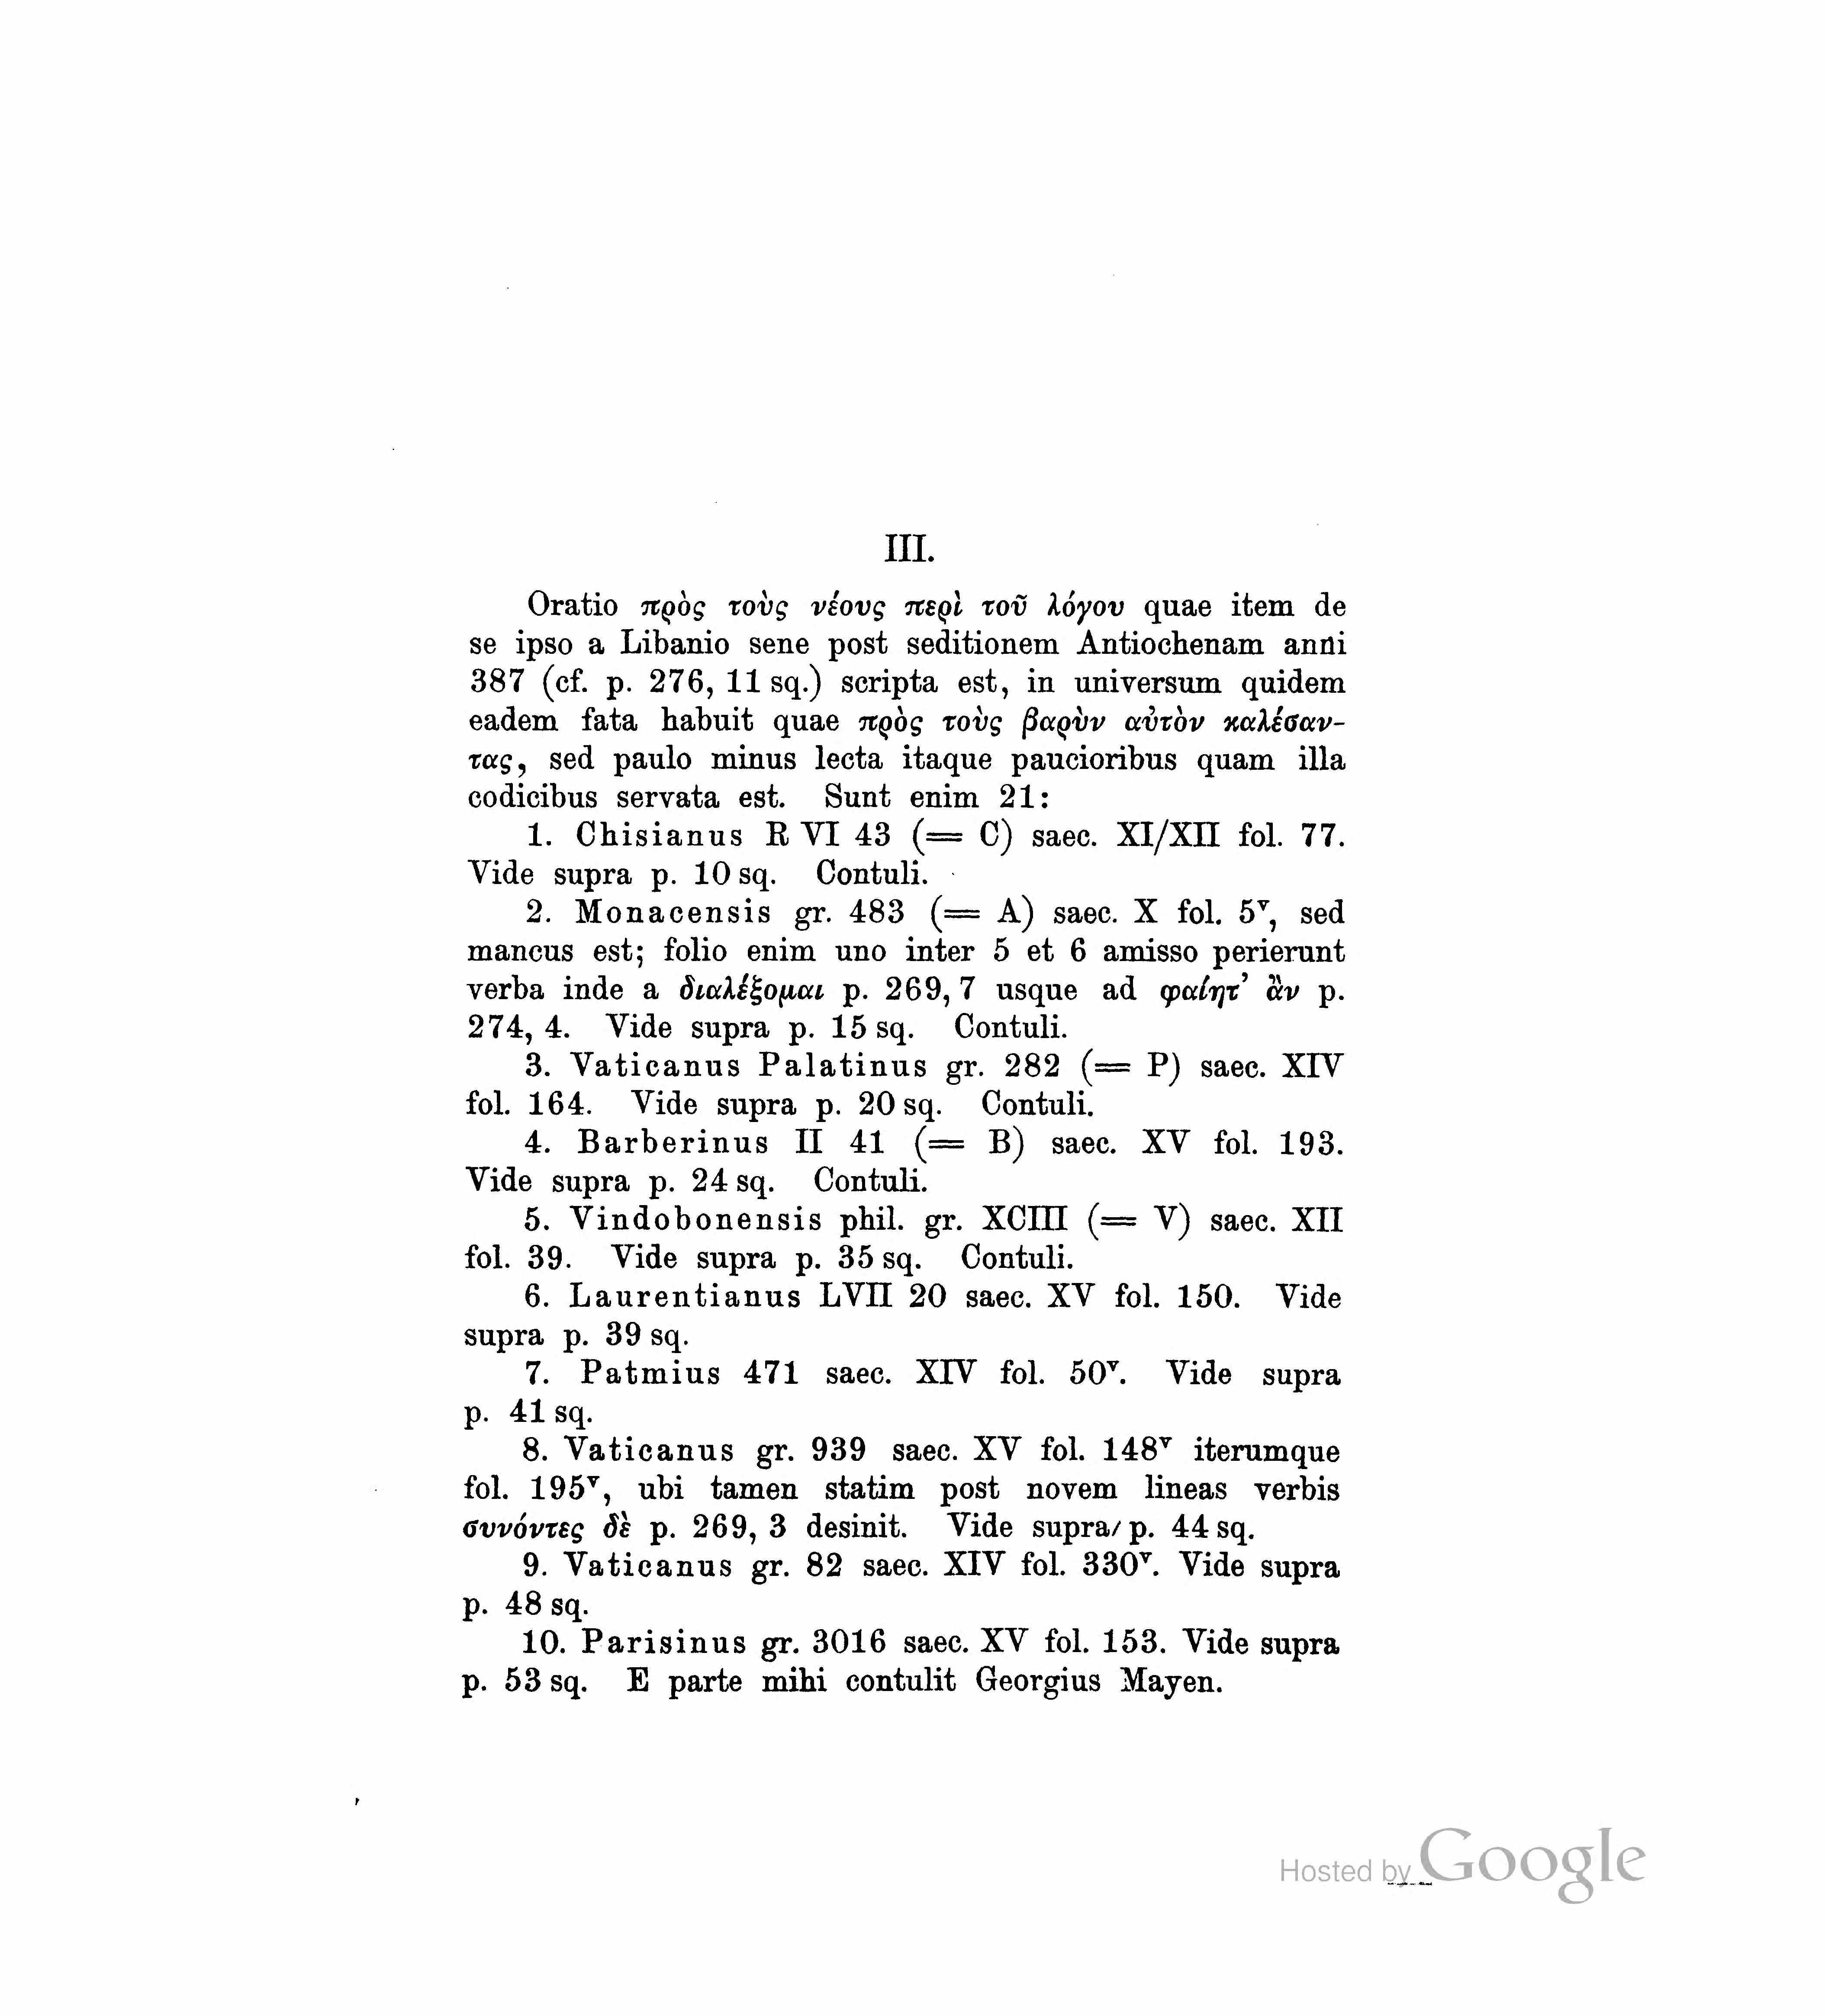 III.
Oratio πρὸς τοὺς νέους περὶ τοῦ λόγου quae item de
se ipso a Libanio sene post seditionem Antiochenam anni
387 (cf. p. 276, 11 sq.) scripta est, in universum quidem
eadem fata habuit quae πρὸς τοὺς βαρὺν αὐτὸν καλέσαν-
τας, sed paulo minus lecta itaque paucioribus quam illa
codicibus servata est. Sunt enim 21:
1. Chisianus R VI 43 (= C) saec. XI/XII fol. 77.
Vide supra p. 10 sq. Contuli.
2. Monacensis gr. 483 (= A) saec. X fol. 5ᵛ, sed
mancus est; folio enim uno inter 5 et 6 amisso perierunt
verba inde a διαλέξομαι p. 269, 7 usque ad φαίητ’ ἂν p.
274, 4. Vide supra p. 15 sq. Contuli.
3. Vaticanus Palatinus gr. 282 (= P) saec. XIV
fol. 164. Vide supra p. 20 sq. Contuli.
4. Barberinus II 41 (= B) saec. XV fol. 193.
Vide supra p. 24 sq. Contuli.
5. Vindobonensis phil. gr. XCIII (= V) saec. XII
fol. 39. Vide supra p. 35 sq. Contuli.
6. Laurentianus LVII 20 saec. XV fol. 150. Vide
supra p. 39 sq.
7. Patmius 471 saec. XIV fol. 50ᵛ. Vide supra
p. 41 sq.
8. Vaticanus gr. 939 saec. XV fol. 148ᵛ iterumque
fol. 195ᵛ, ubi tamen statim post novem lineas verbis
συνόντες δὲ p. 269, 3 desinit. Vide supra p. 44 sq.
9. Vaticanus gr. 82 saec. XIV fol. 330ᵛ. Vide supra
p. 48 sq.
10. Parisinus gr. 3016 saec. XV fol. 153. Vide supra
p. 53 sq. E parte mihi contulit Georgius Mayen.
Hosted by Google